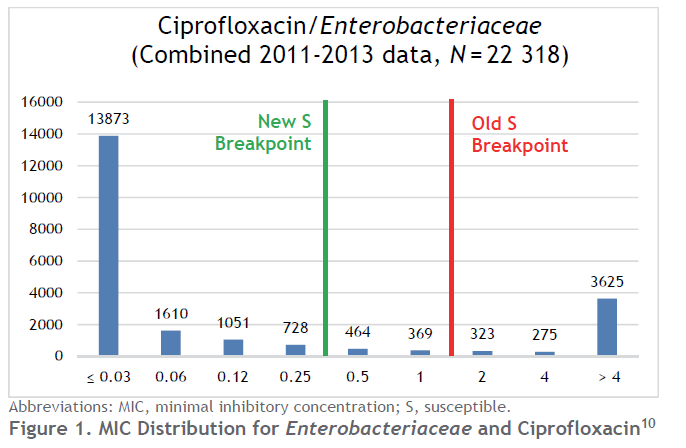 Ciprofloxacin/Enterobacteriaceae
(Combined 2011-2013 data, N = 22 318)
16000
14000
12000
10000
8000
6000
4000
2000
0
13873
1610
1051
728
464
369
323
275
3625
New S
Breakpoint
Old S
Breakpoint
≤ 0.03 0.06 0.12 0.25 0.5 1 2 4 > 4
Abbreviations: MIC, minimal inhibitory concentration; S, susceptible.
Figure 1. MIC Distribution for Enterobacteriaceae and Ciprofloxacin10